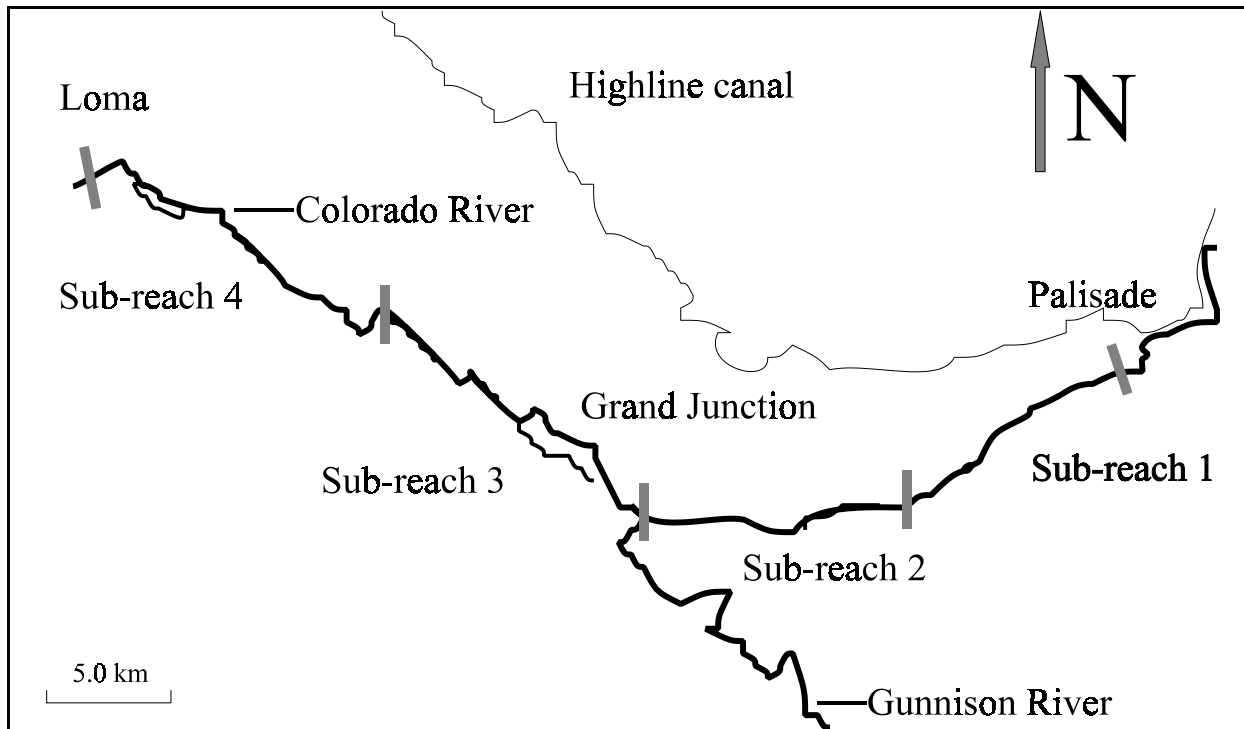 Highline canal
N
Loma
Colorado River
Sub-reach 4
Palisade
Grand Junction
Sub-reach 3
Sub-reach 1
Sub-reach 2
5.0 km
Gunnison River